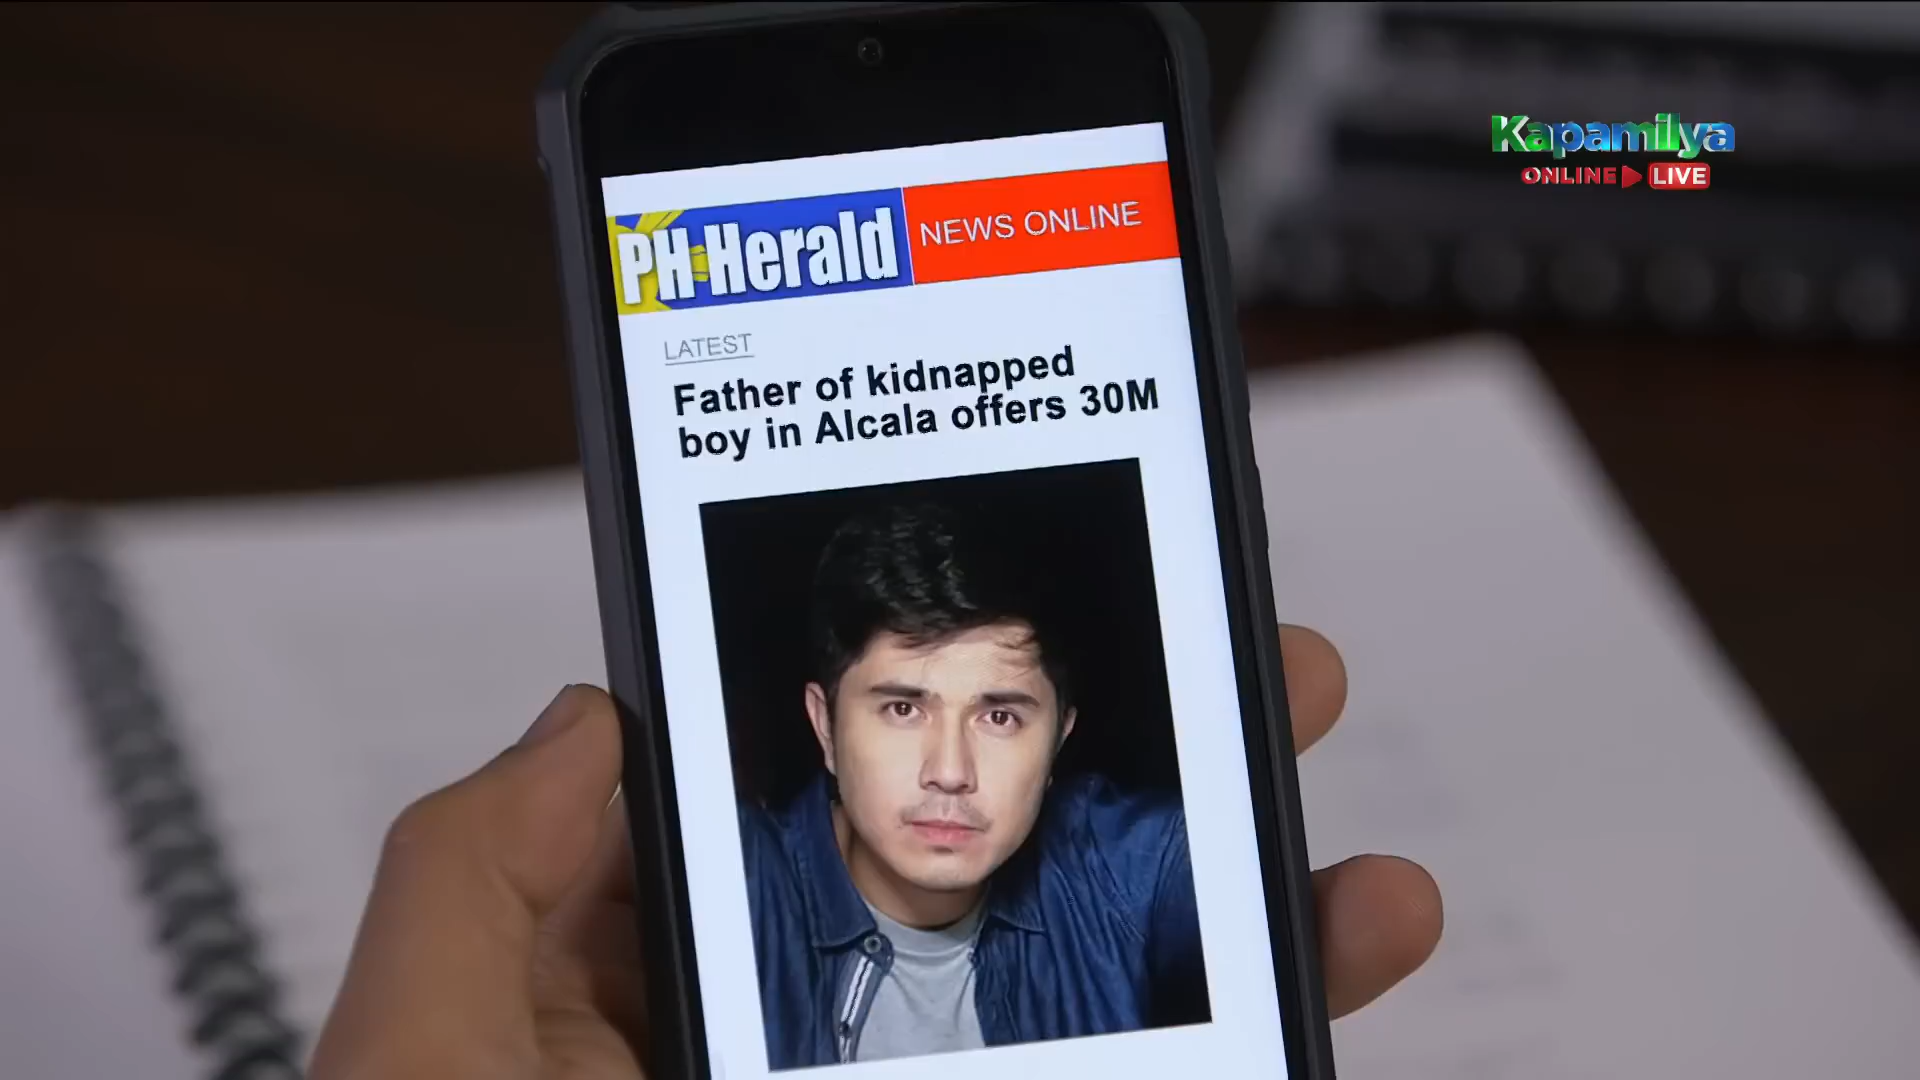 Kapamilya
ONLINE LIVE
PH Herald
NEWS ONLINE
LATEST
Father of kidnapped
boy in Alcala offers 30M